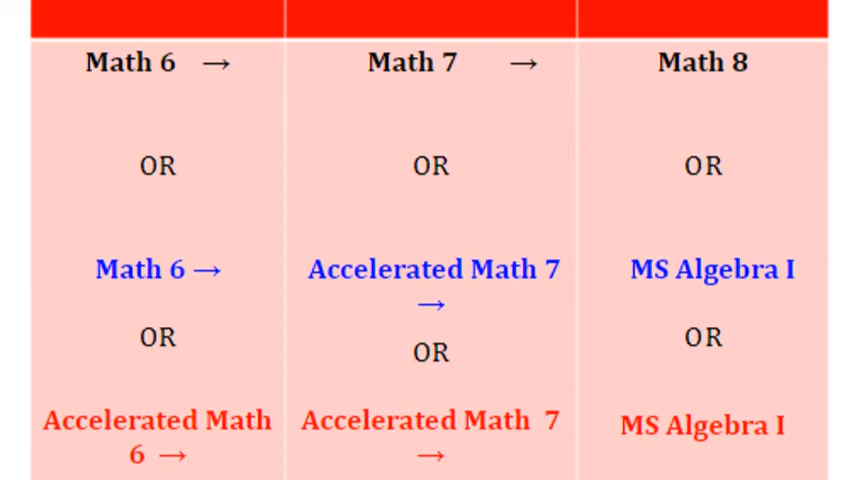 Math 6 → Math 7 → Math 8
OR OR OR
Math 6 → Accelerated Math 7 → MS Algebra I
OR OR OR
Accelerated Math 6 → Accelerated Math 7 → MS Algebra I